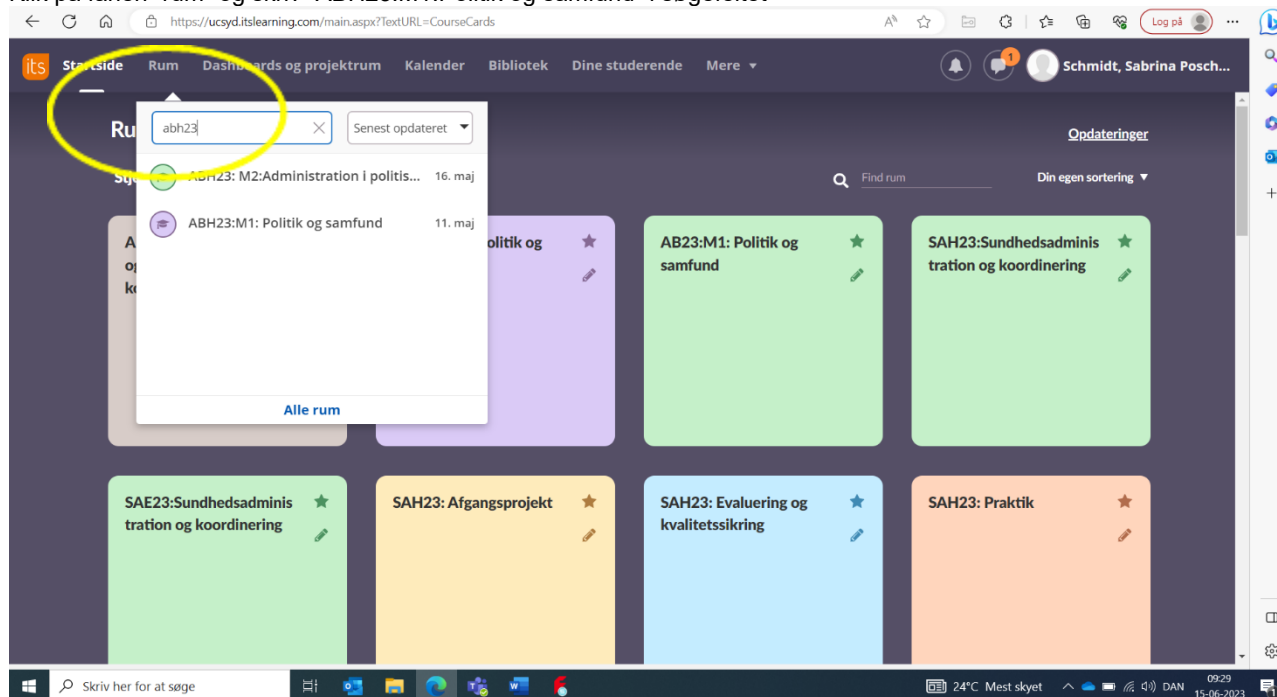 https://ucsyd.itslearning.com/main.aspx?TextURL=CourseCards
Log på
its Startside Rum Dashboards og projektrum Kalender Bibliotek Dine studerende Mere
1
Schmidt, Sabrina Posch...
Ru
abh23
Senest opdateret
Opdateringer
ABH23: M2:Administration i politis... 16. maj
Find rum
Din egen sortering
ABH23:M1: Politik og samfund 11. maj
Alle rum
olitik og
AB23:M1: Politik og
samfund
SAH23:Sundhedsadminis
tration og koordinering
SAE23:Sundhedsadminis
tration og koordinering
SAH23: Afgangsprojekt
SAH23: Evaluering og
kvalitetssikring
SAH23: Praktik
Skriv her for at søge
24°C Mest skyet
DAN
09:29
15-06-2023